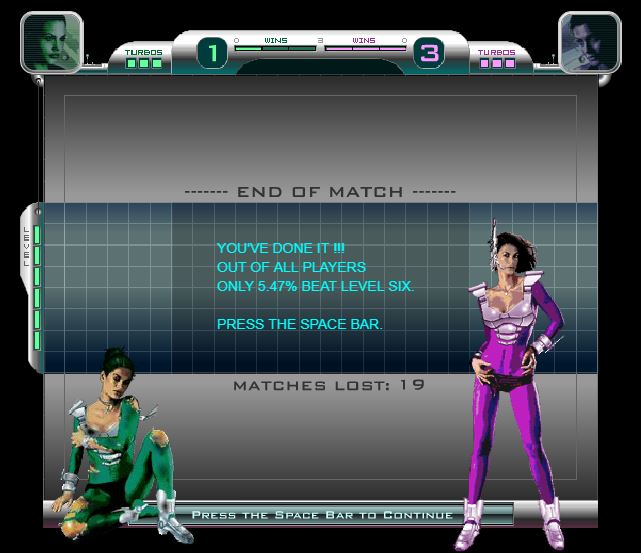 0 WINS 3 WINS 0
TURBOS 1 3 TURBOS
------- END OF MATCH -------
LEVEL
YOU'VE DONE IT !!!
OUT OF ALL PLAYERS
ONLY 5.47% BEAT LEVEL SIX.
PRESS THE SPACE BAR.
MATCHES LOST: 19
PRESS THE SPACE BAR TO CONTINUE